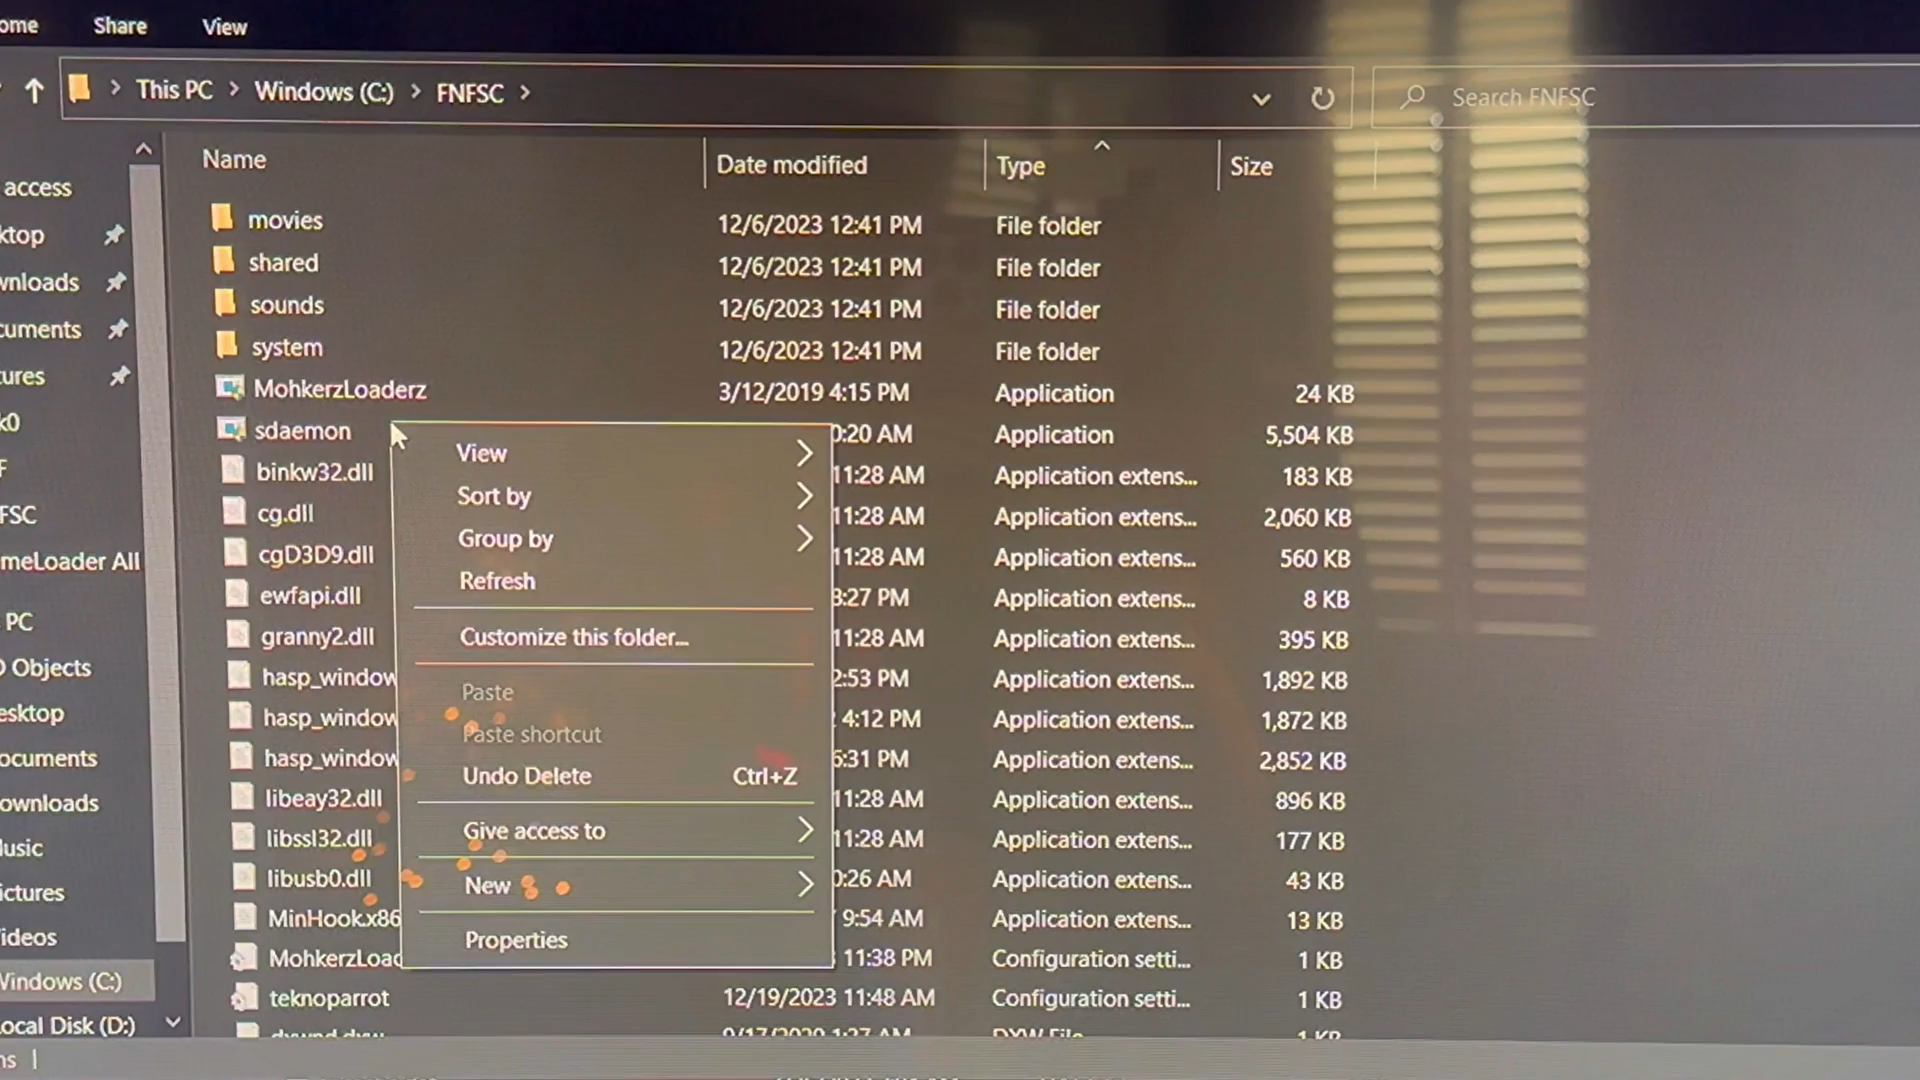 ome Share View
This PC > Windows (C:) > FNFSC > Search FNFSC
Name Date modified Type Size
access
ktop
wnloads
cuments
tures
k0
F
FSC
meLoader All
PC
D Objects
esktop
ocuments
ownloads
usic
ictures
ideos
Windows (C:)
ocal Disk (D:)
movies 12/6/2023 12:41 PM File folder
shared 12/6/2023 12:41 PM File folder
sounds 12/6/2023 12:41 PM File folder
system 12/6/2023 12:41 PM File folder
MohkerzLoaderz 3/12/2019 4:15 PM Application 24 KB
sdaemon 0:20 AM Application 5,504 KB
binkw32.dll 11:28 AM Application extens... 183 KB
cg.dll 11:28 AM Application extens... 2,060 KB
cgD3D9.dll 11:28 AM Application extens... 560 KB
ewfapi.dll 3:27 PM Application extens... 8 KB
granny2.dll 11:28 AM Application extens... 395 KB
hasp_window 2:53 PM Application extens... 1,892 KB
hasp_window 4:12 PM Application extens... 1,872 KB
hasp_window 5:31 PM Application extens... 2,852 KB
libeay32.dll 11:28 AM Application extens... 896 KB
libssl32.dll 11:28 AM Application extens... 177 KB
libusb0.dll 0:26 AM Application extens... 43 KB
MinHook.x86 9:54 AM Application extens... 13 KB
MohkerzLoad 11:38 PM Configuration setti... 1 KB
teknoparrot 12/19/2023 11:48 AM Configuration setti... 1 KB
View
Sort by
Group by
Refresh
Customize this folder...
Paste
Paste shortcut
Undo Delete Ctrl+Z
Give access to
New
Properties